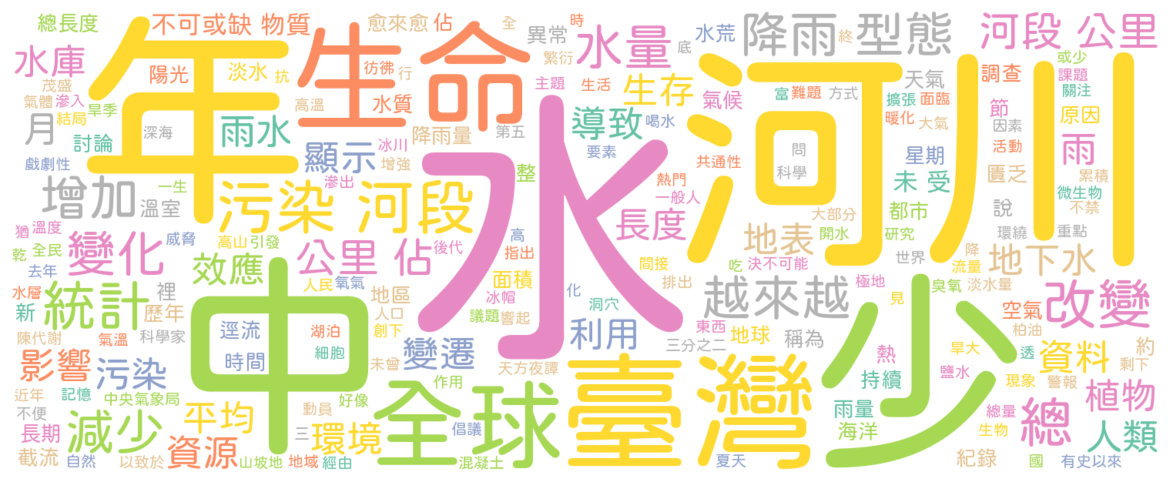 總長度
不可或缺 物質
愈來愈 佔
全
時
異常
繁衍
水量
底
水荒
終
降雨 型態
河段 公里
水庫
陽光
淡水
抗
彷彿
行
年
生命
主題
生活
生存
氣候
富
難題
方式
天氣
擴張
面臨
調查
或少
課題
關注
茂盛
氣體
滲入
旱季
結局
高溫
水質
暖化
大氣
節
原因
月
討論
深海
雨水
降雨量
第五
導致
喝水
河川
因素
戲劇性
顯示
冰川
增強
要素
共通性
問
科學
星期
活動
雨
一生
滲出
整
水
熱門
一般人
未 受
匱乏
累積
微生物
增加
溫室
污染 河段
長度
大部分
都市
說
不禁
猶
溫度
威脅
高山
引發
後代
高
開水
研究
環繞
重點
乾
全民
變化
效應
公里 佔
指出
地表
世界
降
流量
地下水
去年
人民
氧氣
面積
間接
吃
決不可能
淡水量
水層
統計
裡
地區
冰帽
化
洞穴
排出
極地
臭氧
見
新
歷年
人口
議題
響起
越來越
改變
空氣
陳代謝
科學家
逕流
湖泊
創下
利用
東西
地球
稱為
柏油
氣溫
時間
細胞
未曾
三分之二
少
熱
旱大
透
約
影響
污染
中
變遷
天方夜譚
持續
鹽水
資料
剩下
近年
記憶
作用
現象
警報
不便
中央氣象局
動員
好像
全球
臺灣
雨量
總量
總
植物
長期
減少
平均
三
環境
倡議
海洋
生物
人類
截流
自然
以致於
資源
山坡地
地域
經由
混凝土
夏天
紀錄
國
有史以來